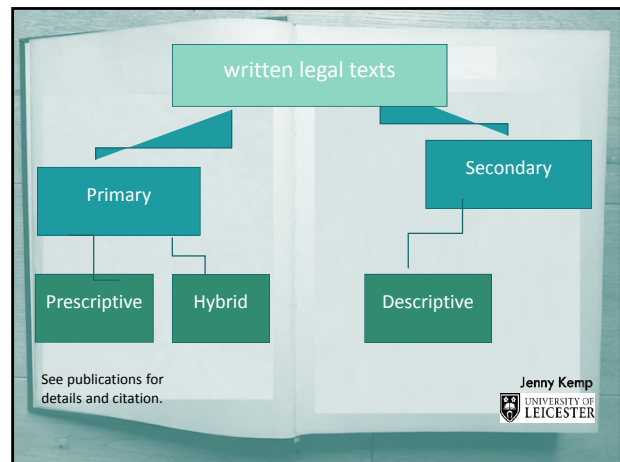 written legal texts
Primary
Secondary
Prescriptive
Hybrid
Descriptive
See publications for
details and citation.
Jenny Kemp
UNIVERSITY OF
LEICESTER